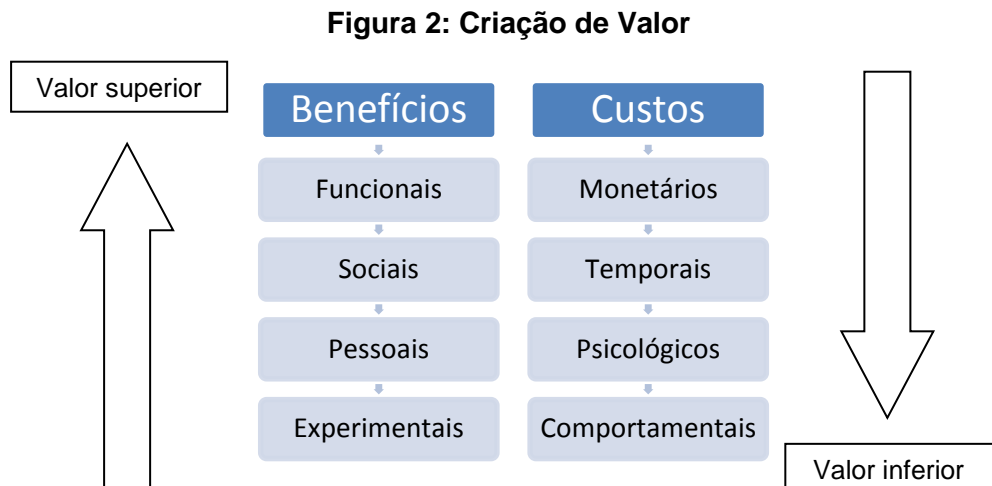 Figura 2: Criação de Valor
Valor superior
Benefícios
Funcionais
Sociais
Pessoais
Experimentais
Custos
Monetários
Temporais
Psicológicos
Comportamentais
Valor inferior